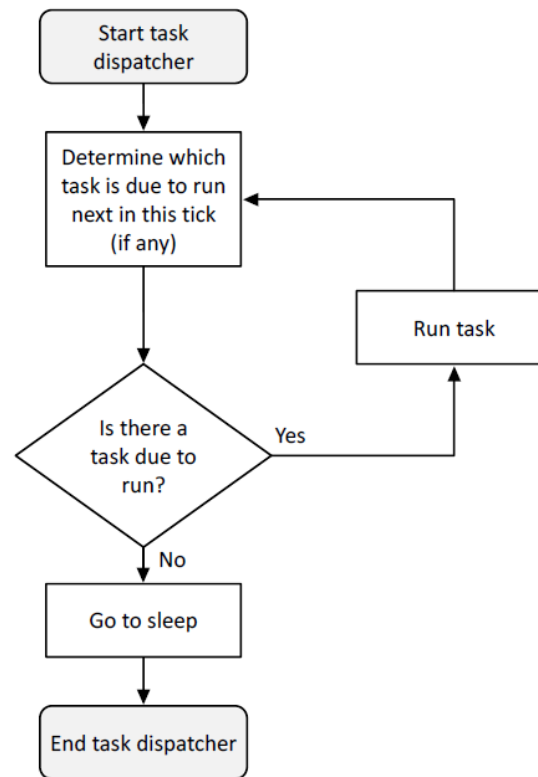 Start task
dispatcher
Determine which
task is due to run
next in this tick
(if any)
Run task
Is there a
task due to
run?
Yes
No
Go to sleep
End task dispatcher